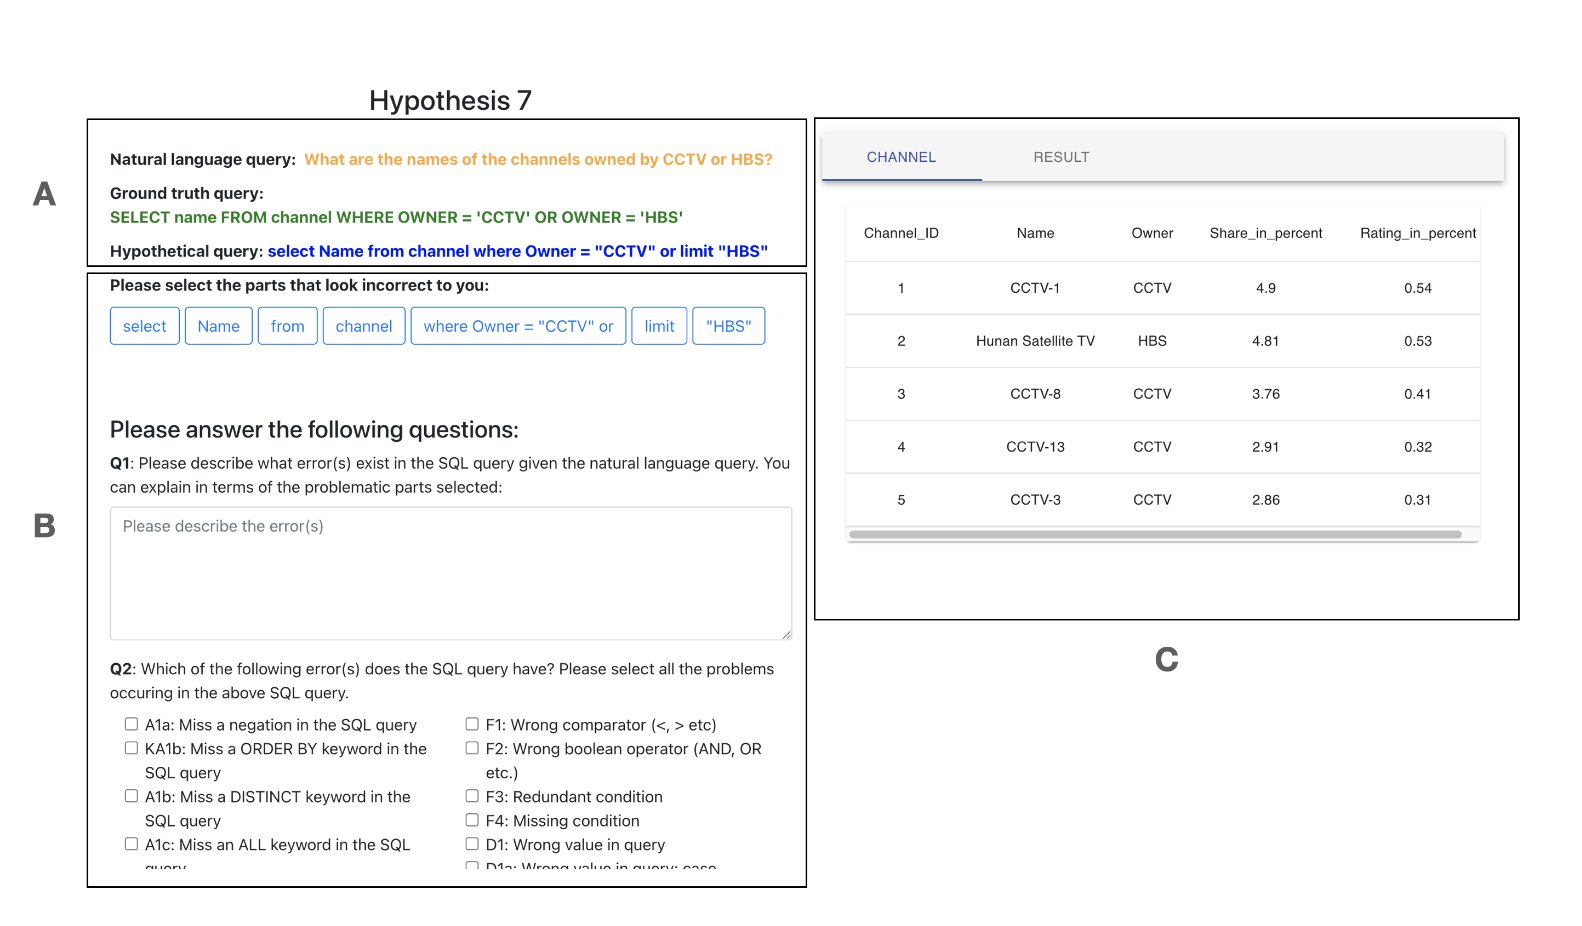 Hypothesis 7
A
Natural language query: What are the names of the channels owned by CCTV or HBS?
Ground truth query:
SELECT name FROM channel WHERE OWNER = 'CCTV' OR OWNER = 'HBS'
Hypothetical query: select Name from channel where Owner = "CCTV" or limit "HBS"
B
Please select the parts that look incorrect to you:
select Name from channel where Owner = "CCTV" or limit "HBS"
Please answer the following questions:
Q1: Please describe what error(s) exist in the SQL query given the natural language query. You
can explain in terms of the problematic parts selected:
Please describe the error(s)
Q2: Which of the following error(s) does the SQL query have? Please select all the problems
occuring in the above SQL query.
A1a: Miss a negation in the SQL query
KA1b: Miss a ORDER BY keyword in the
SQL query
A1b: Miss a DISTINCT keyword in the
SQL query
A1c: Miss an ALL keyword in the SQL
query
F1: Wrong comparator (<, > etc)
F2: Wrong boolean operator (AND, OR
etc.)
F3: Redundant condition
F4: Missing condition
D1: Wrong value in query
D1a: Wrong value in query: case
CHANNEL RESULT
Channel_ID Name Owner Share_in_percent Rating_in_percent
1 CCTV-1 CCTV 4.9 0.54
2 Hunan Satellite TV HBS 4.81 0.53
3 CCTV-8 CCTV 3.76 0.41
4 CCTV-13 CCTV 2.91 0.32
5 CCTV-3 CCTV 2.86 0.31
C